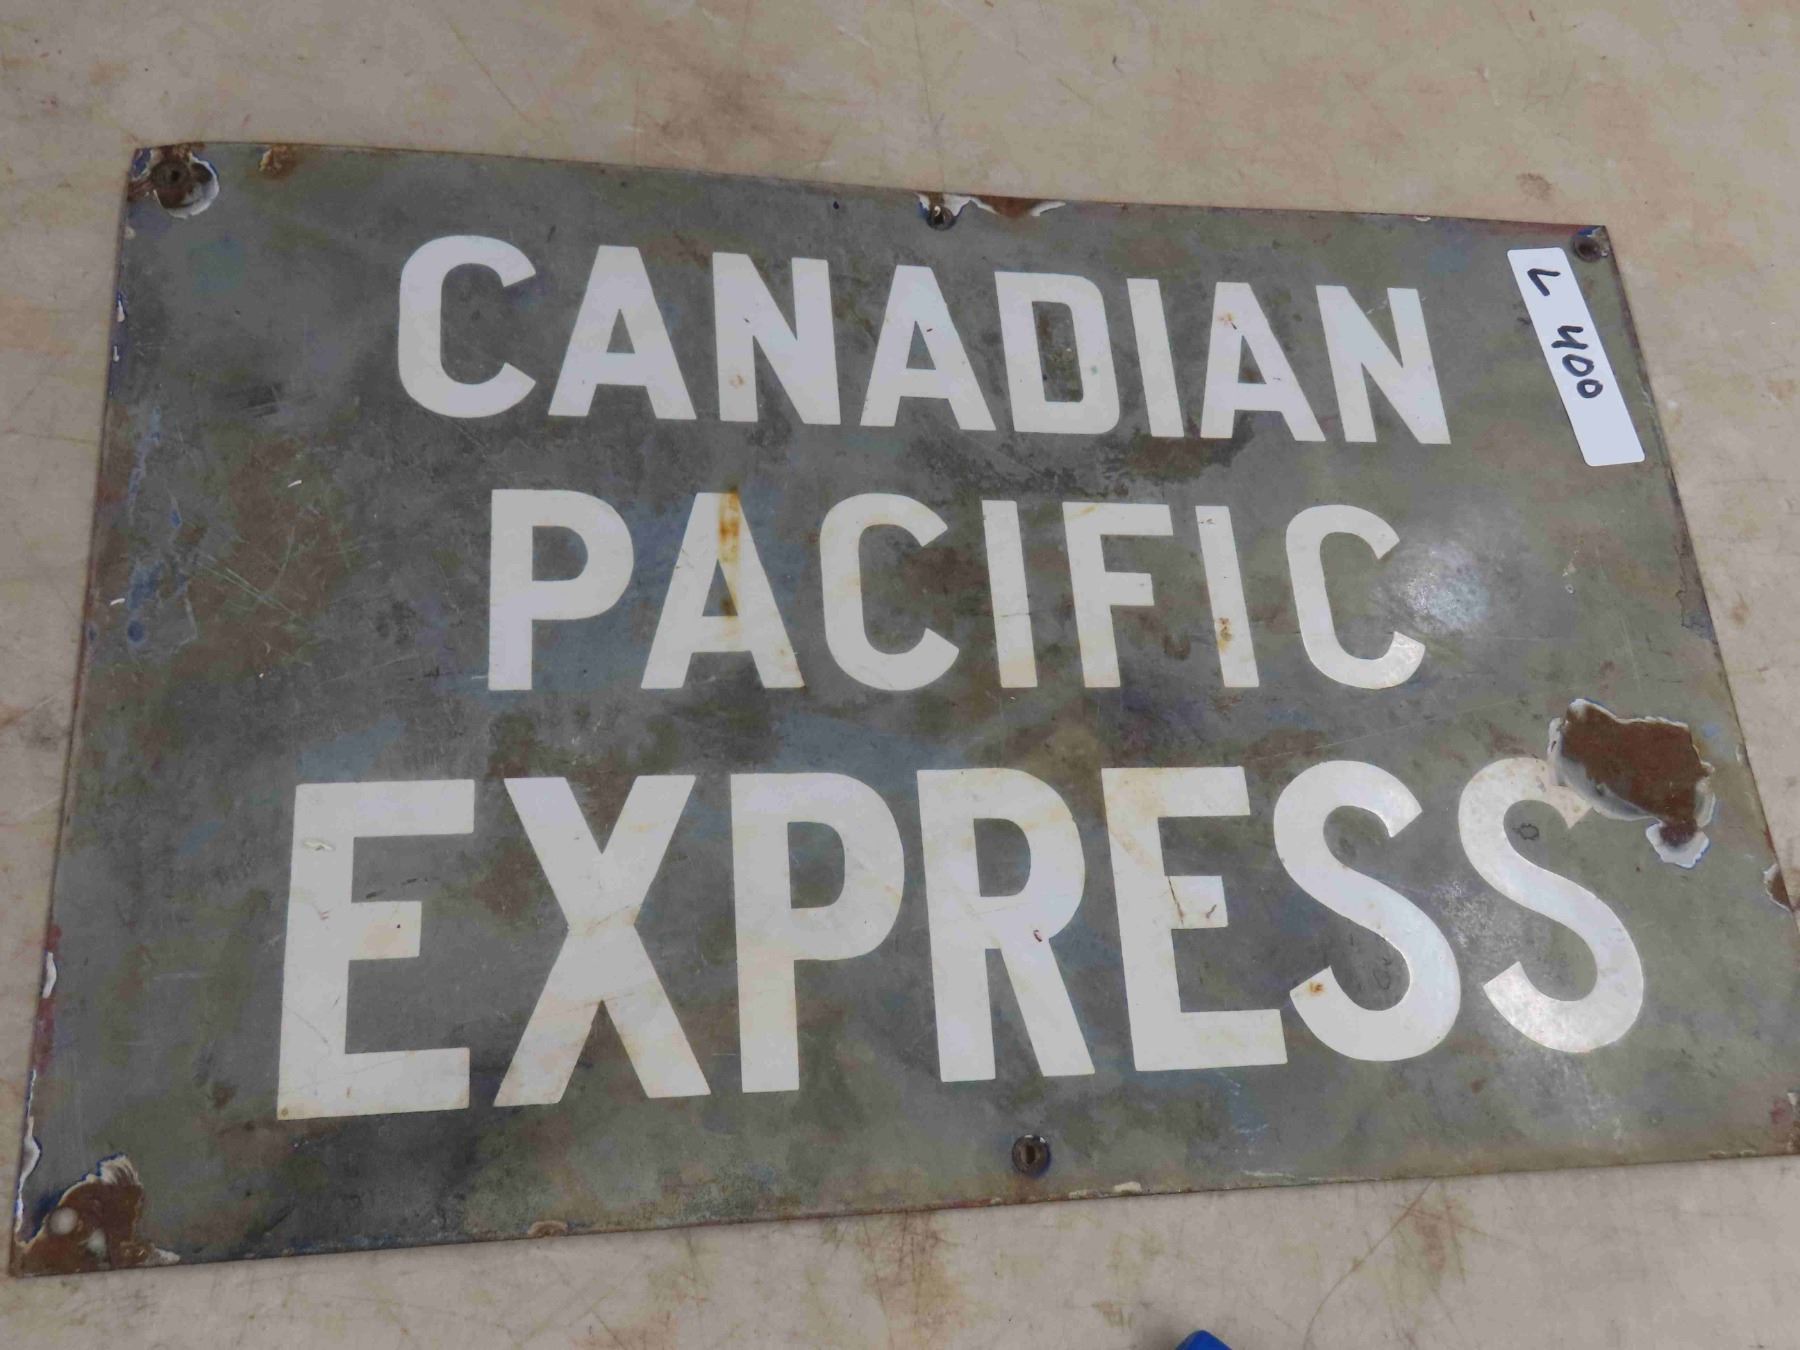 CANADIAN
PACIFIC
EXPRESS
L 400